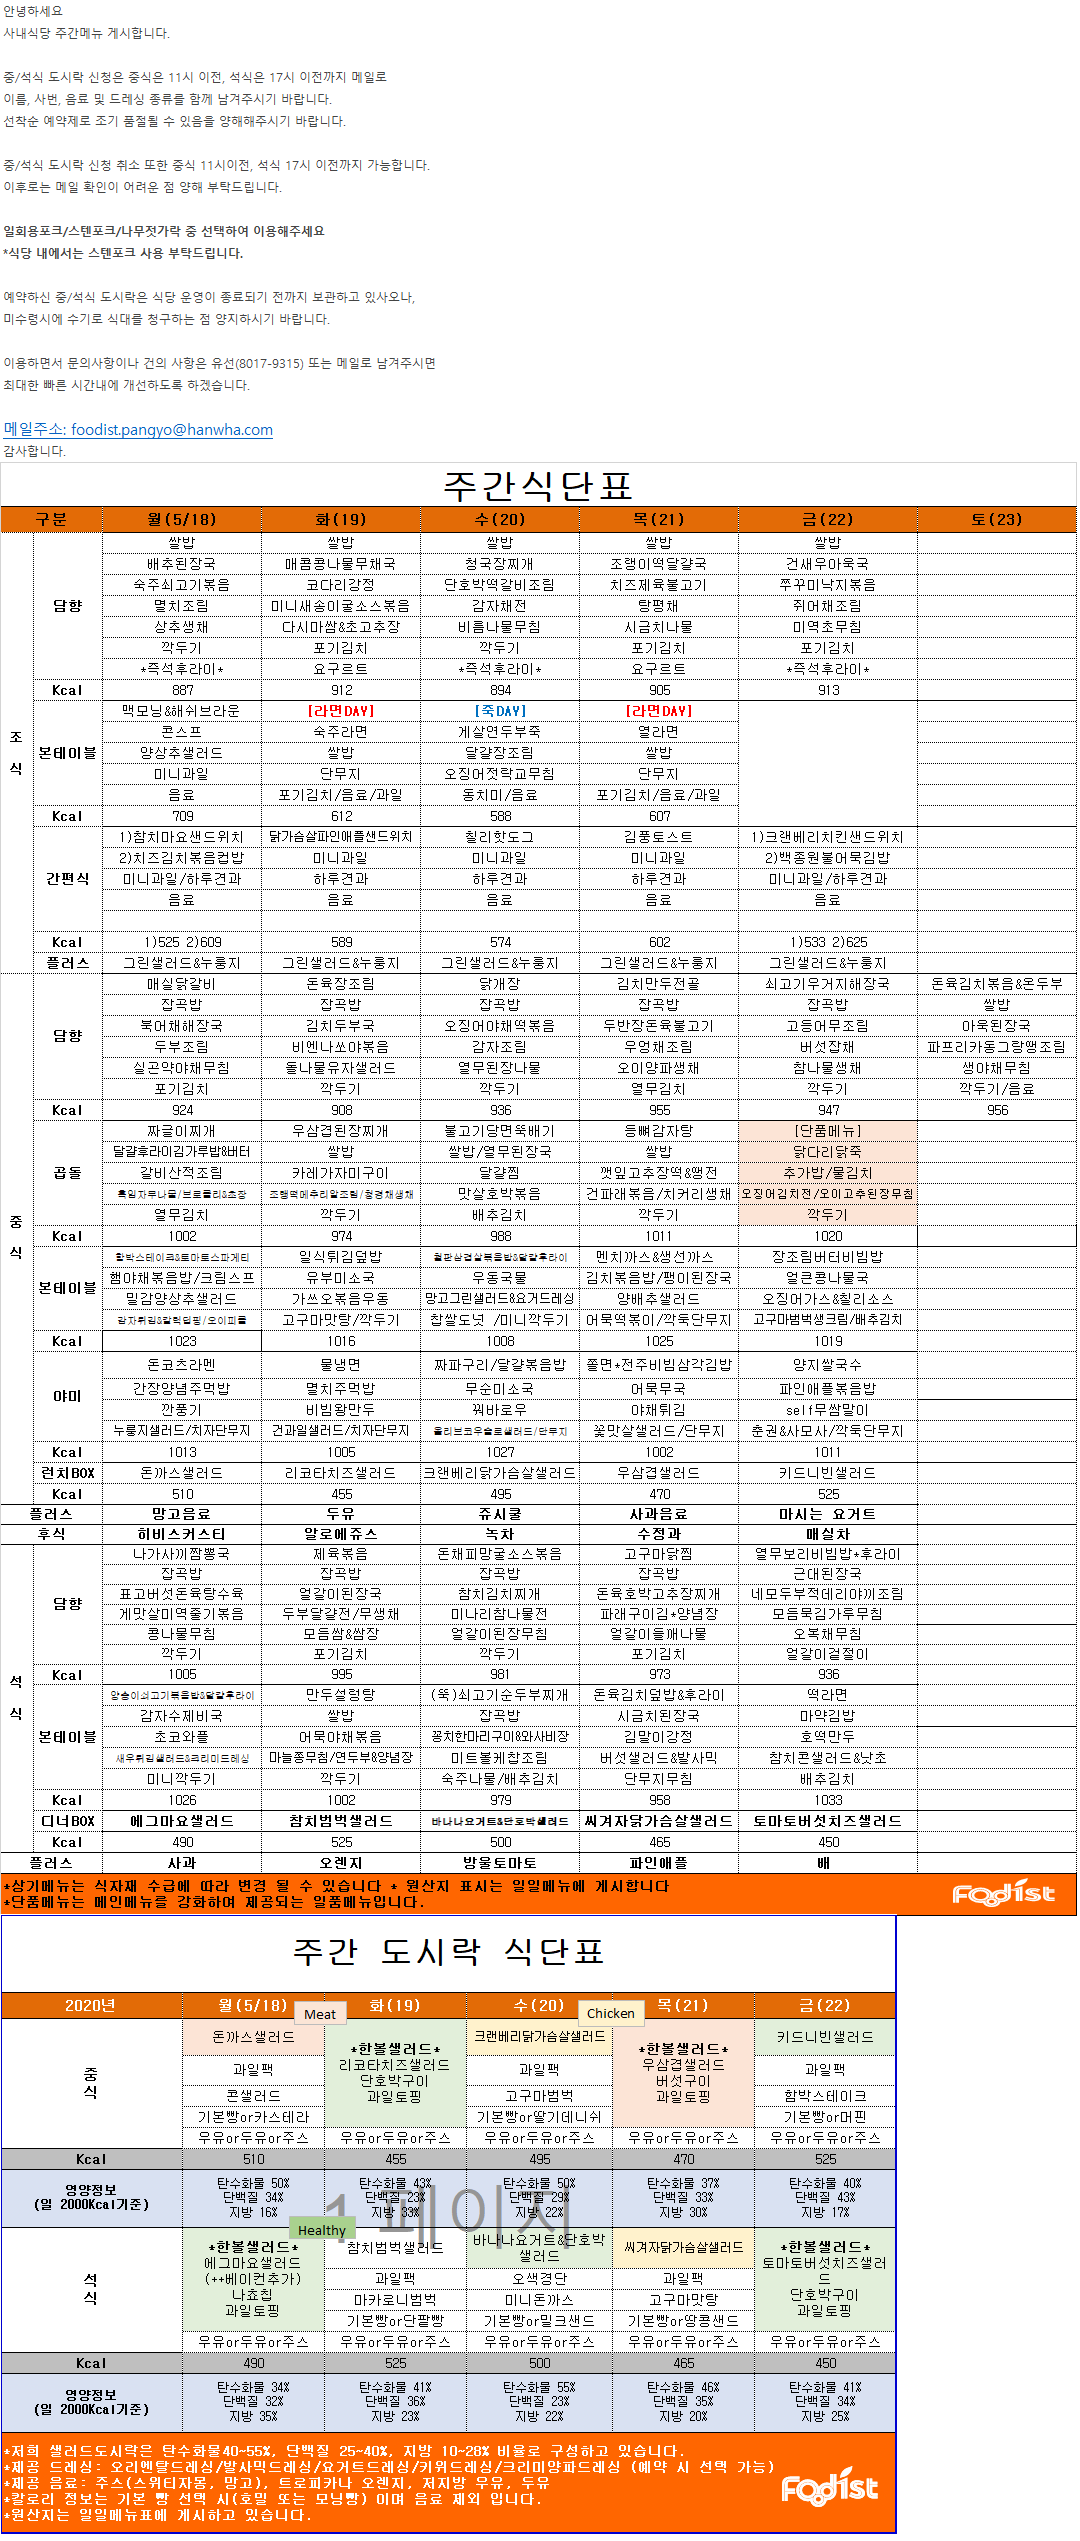 안녕하세요
사내식당 주간메뉴 게시합니다.
중/석식 도시락 신청은 중식은 11시 이전, 석식은 17시 이전까지 메일로
이름, 사번, 음료 및 드레싱 종류를 함께 남겨주시기 바랍니다.
선착순 예약제로 조기 품절될 수 있음을 양해해주시기 바랍니다.
중/석식 도시락 신청 취소 또한 중식 11시이전, 석식 17시 이전까지 가능합니다.
이후로는 메일 확인이 어려운 점 양해 부탁드립니다.
일회용포크/스텐포크/나무젓가락 중 선택하여 이용해주세요
*식당 내에서는 스텐포크 사용 부탁드립니다.
예약하신 중/석식 도시락은 식당 운영이 종료되기 전까지 보관하고 있사오나,
미수령시에 수기로 식대를 청구하는 점 양지하시기 바랍니다.
이용하면서 문의사항이나 건의 사항은 유선(8017-9315) 또는 메일로 남겨주시면
최대한 빠른 시간내에 개선하도록 하겠습니다.
메일주소: foodist.pangyo@hanwha.com
감사합니다.
주간식단표
구분 월(5/18) 화(19) 수(20) 목(21) 금(22) 토(23)
조식
담향 쌀밥 쌀밥 쌀밥 쌀밥 쌀밥
배추된장국 매콤콩나물무채국 청국장찌개 조랭이떡달걀국 건새우아욱국
숙주쇠고기볶음 코다리강정 단호박떡갈비조림 치즈제육불고기 쭈꾸미낙지볶음
멸치조림 미니새송이굴소스볶음 감자채전 탕평채 쥐어채조림
상추생채 다시마쌈&초고추장 비름나물무침 시금치나물 미역초무침
깍두기 포기김치 깍두기 포기김치 포기김치
*즉석후라이* 요구르트 *즉석후라이* 요구르트 *즉석후라이*
Kcal 887 912 894 905 913
본테이블 맥모닝&해쉬브라운 [라면DAY] [죽DAY] [라면DAY]
콘스프 숙주라면 게살연두부죽 열라면
양상추샐러드 쌀밥 달걀장조림 쌀밥
미니과일 단무지 오징어젓락교무침 단무지
음료 포기김치/음료/과일 동치미/음료 포기김치/음료/과일
Kcal 709 612 588 607
간편식 1)참치마요샌드위치 닭가슴살파인애플샌드위치 칠리핫도그 김풍토스트 1)크랜베리치킨샌드위치
2)치즈김치볶음컵밥 미니과일 미니과일 미니과일 2)백종원불어묵김밥
미니과일/하루견과 하루견과 하루견과 하루견과 미니과일/하루견과
음료 음료 음료 음료 음료
Kcal 1)525 2)609 589 574 602 1)533 2)625
플러스 그린샐러드&누룽지 그린샐러드&누룽지 그린샐러드&누룽지 그린샐러드&누룽지 그린샐러드&누룽지
중식
담향 매실닭갈비 돈육장조림 닭개장 김치만두전골 쇠고기우거지해장국 돈육김치볶음&온두부
잡곡밥 잡곡밥 잡곡밥 잡곡밥 잡곡밥 쌀밥
북어채해장국 김치두부국 오징어야채떡볶음 두반장돈육불고기 고등어무조림 아욱된장국
두부조림 비엔나쏘야볶음 감자조림 우엉채조림 버섯잡채 파프리카동그랑땡조림
실곤약야채무침 돌나물유자샐러드 열무된장나물 오이양파생채 참나물생채 생야채무침
포기김치 깍두기 깍두기 열무김치 깍두기 깍두기/음료
Kcal 924 908 936 955 947 956
곱돌 짜글이찌개 우삼겹된장찌개 불고기당면뚝배기 등뼈감자탕 [단품메뉴]
달걀후라이김가루밥&버터 쌀밥 쌀밥/열무된장국 쌀밥 닭다리닭죽
갈비산적조림 카레가자미구이 달걀찜 깻잎고추장떡&땡전 추가밥/물김치
흑임자무나물/브로콜리&초장 조랭떡메추리알조림/청경채생채 맛살호박볶음 건파래볶음/치커리생채 오징어김치전/오이고추된장무침
열무김치 깍두기 배추김치 깍두기 깍두기
Kcal 1002 974 988 1011 1020
본테이블 함박스테이크&토마토스파게티 일식튀김덮밥 철판삼겹살볶음밥&달걀후라이 멘치까스&생선까스 장조림버터비빔밥
햄야채볶음밥/크림스프 유부미소국 우동국물 김치볶음밥/팽이된장국 얼큰콩나물국
밀감양상추샐러드 가쓰오볶음우동 망고그린샐러드&요거드레싱 양배추샐러드 오징어가스&칠리소스
감자튀김&칼럭딥핑/오이피클 고구마맛탕/깍두기 찹쌀도넛 /미니깍두기 어묵떡볶이/깍둑단무지 고구마범벅생크림/배추김치
Kcal 1023 1016 1008 1025 1019
야미 돈코츠라멘 물냉면 짜파구리/달걀볶음밥 쫄면*전주비빔삼각김밥 양지쌀국수
간장양념주먹밥 멸치주먹밥 무순미소국 어묵무국 파인애플볶음밥
깐풍기 비빔왕만두 꿔바로우 야채튀김 self무쌈말이
누룽지샐러드/치자단무지 건과일샐러드/치자단무지 올리브코우슬로샐러드/단무지 꽃맛살샐러드/단무지 춘권&사모사/깍둑단무지
Kcal 1013 1005 1027 1002 1011
런치BOX 돈까스샐러드 리코타치즈샐러드 크랜베리닭가슴살샐러드 우삼겹샐러드 키드니빈샐러드
Kcal 510 455 495 470 525
플러스 망고음료 두유 쥬시쿨 사과음료 마시는 요거트
후식 히비스커스티 알로에쥬스 녹차 수정과 매실차
석식
담향 나가사끼짬뽕국 제육볶음 돈채피망굴소스볶음 고구마닭찜 열무보리비빔밥*후라이
잡곡밥 잡곡밥 잡곡밥 잡곡밥 근대된장국
표고버섯돈육탕수육 얼갈이된장국 참치김치찌개 돈육호박고추장찌개 네모두부적데리야끼조림
게맛살미역줄기볶음 두부달걀전/무생채 미나리참나물전 파래구이김*양념장 모듬묵김가루무침
콩나물무침 모듬쌈&쌈장 얼갈이된장무침 얼갈이들깨나물 오복채무침
깍두기 포기김치 깍두기 포기김치 얼갈이겉절이
Kcal 1005 995 981 973 936
본테이블 양송이쇠고기볶음밥&달걀후라이 만두설렁탕 (뚝)쇠고기순두부찌개 돈육김치덮밥&후라이 떡라면
감자수제비국 쌀밥 잡곡밥 시금치된장국 마약김밥
초코와플 어묵야채볶음 꽁치한마리구이&와사비장 김말이강정 호떡만두
새우튀김샐러드&크리미드레싱 마늘종무침/연두부&양념장 미트볼케찹조림 버섯샐러드&발사믹 참치콘샐러드&낫초
미니깍두기 깍두기 숙주나물/배추김치 단무지무침 배추김치
Kcal 1026 1002 979 958 1033
디너BOX 에그마요샐러드 참치범벅샐러드 바나나요거트&단호박샐러드 씨겨자닭가슴살샐러드 토마토버섯치즈샐러드
Kcal 490 525 500 465 450
플러스 사과 오렌지 방울토마토 파인애플 배
*상기메뉴는 식자재 수급에 따라 변경 될 수 있습니다 * 원산지 표시는 일일메뉴에 게시합니다
*단품메뉴는 메인메뉴를 강화하며 제공되는 일품메뉴입니다.
Foodist
주간 도시락 식단표
2020년 월(5/18) 화(19) 수(20) 목(21) 금(22)
Meat Chicken
중식
돈까스샐러드 *한볼샐러드* 크랜베리닭가슴살샐러드 *한볼샐러드* 키드니빈샐러드
과일팩 리코타치즈샐러드 과일팩 우삼겹샐러드 과일팩
콘샐러드 단호박구이 고구마범벅 버섯구이 함박스테이크
기본빵or카스테라 과일토핑 기본빵or딸기데니쉬 과일토핑 기본빵or머핀
우유or두유or주스 우유or두유or주스 우유or두유or주스 우유or두유or주스 우유or두유or주스
Kcal 510 455 495 470 525
영양정보 탄수화물 50% 탄수화물 43% 탄수화물 50% 탄수화물 37% 탄수화물 40%
(일 2000Kcal기준) 단백질 34% 단백질 23% 단백질 29% 단백질 33% 단백질 43%
지방 16% 지방 33% 지방 22% 지방 30% 지방 17%
1 페이지
Healthy
석식
*한볼샐러드* 참치범벅샐러드 바나나요거트&단호박샐러드 씨겨자닭가슴살샐러드 *한볼샐러드*
에그마요샐러드 과일팩 오색경단 과일팩 토마토버섯치즈샐러드
(++베이컨추가) 마카로니범벅 미니돈까스 고구마맛탕 단호박구이
나쵸칩 기본빵or단팥빵 기본빵or밀크샌드 기본빵or땅콩샌드 과일토핑
과일토핑
우유or두유or주스 우유or두유or주스 우유or두유or주스 우유or두유or주스 우유or두유or주스
Kcal 490 525 500 465 450
영양정보 탄수화물 34% 탄수화물 41% 탄수화물 55% 탄수화물 46% 탄수화물 41%
(일 2000Kcal기준) 단백질 32% 단백질 36% 단백질 23% 단백질 35% 단백질 34%
지방 35% 지방 23% 지방 22% 지방 20% 지방 25%
*저희 샐러드도시락은 탄수화물40~55%, 단백질 25~40%, 지방 10~28% 비율로 구성하고 있습니다.
*제공 드레싱: 오리엔탈드레싱/발사믹드레싱/요거트드레싱/키위드레싱/크리미양파드레싱 (예약 시 선택 가능)
*제공 음료: 주스(스위티자몽, 망고), 트로피카나 오렌지, 저지방 우유, 두유
*칼로리 정보는 기본 빵 선택 시(호밀 또는 모닝빵) 이며 음료 제외 입니다.
*원산지는 일일메뉴표에 게시하고 있습니다.
Foodist